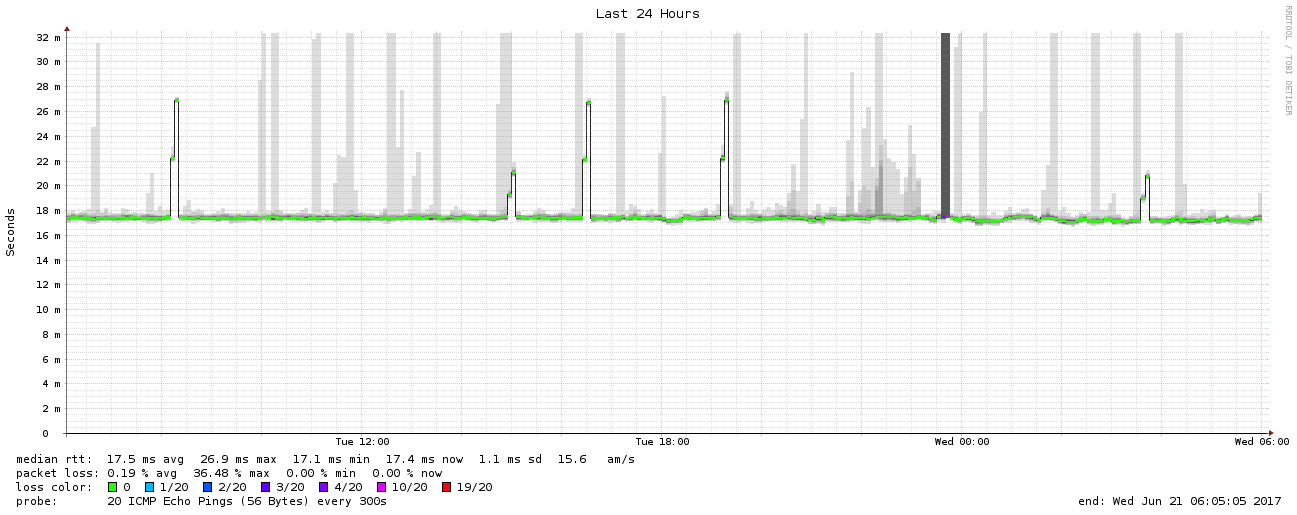 Last 24 Hours
RRDTOOL / TOBI OETIKER
Seconds
32 m
30 m
28 m
26 m
24 m
22 m
20 m
18 m
16 m
14 m
12 m
10 m
8 m
6 m
4 m
2 m
0
Tue 12:00 Tue 18:00 Wed 00:00 Wed 06:00
median rtt: 17.5 ms avg 26.9 ms max 17.1 ms min 17.4 ms now 1.1 ms sd 15.6 am/s
packet loss: 0.19 % avg 36.48 % max 0.00 % min 0.00 % now
loss color: 0 1/20 2/20 3/20 4/20 10/20 19/20
probe: 20 ICMP Echo Pings (56 Bytes) every 300s end: Wed Jun 21 06:05:05 2017